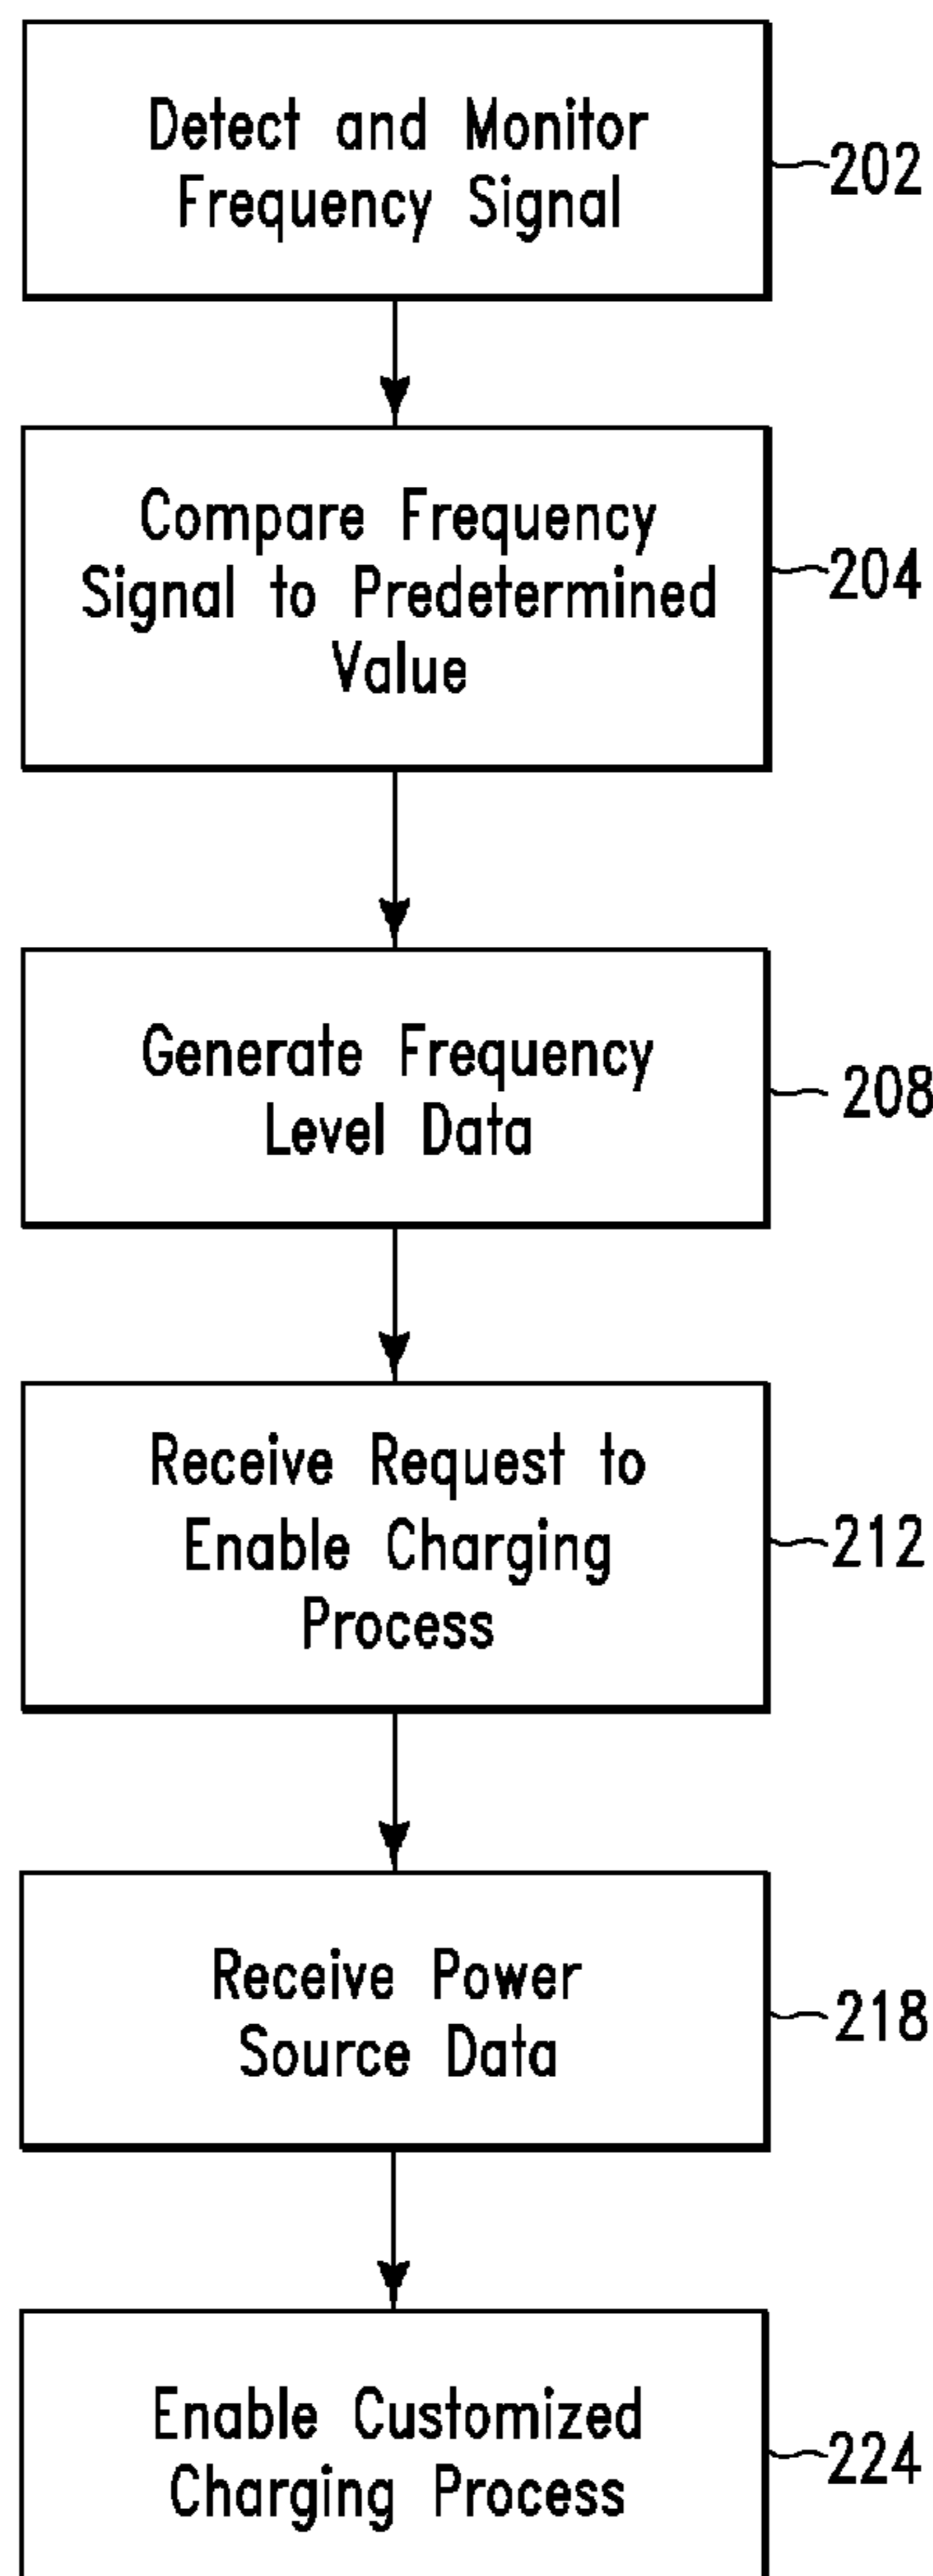 Detect and Monitor
Frequency Signal
202
Compare Frequency
Signal to Predetermined
Value
204
Generate Frequency
Level Data
208
Receive Request to
Enable Charging
Process
212
Receive Power
Source Data
218
Enable Customized
Charging Process
224